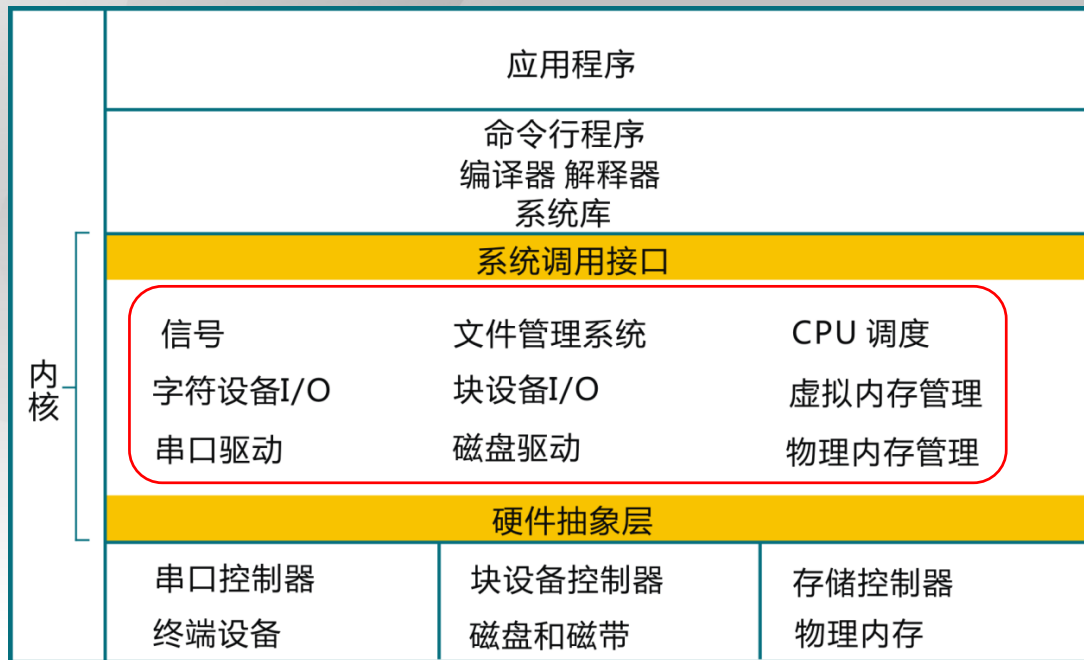 应用程序
命令行程序
编译器 解释器
系统库
系统调用接口
内核
信号 文件管理系统 CPU 调度
字符设备I/O 块设备I/O 虚拟内存管理
串口驱动 磁盘驱动 物理内存管理
硬件抽象层
串口控制器 块设备控制器 存储控制器
终端设备 磁盘和磁带 物理内存